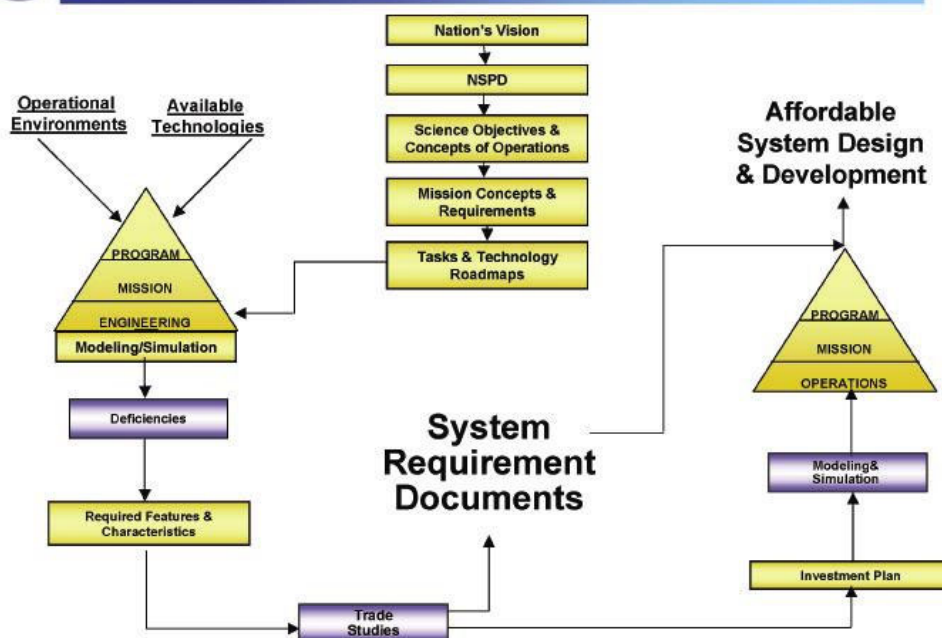 Nation's Vision
NSPD
Science Objectives &
Concepts of Operations
Mission Concepts &
Requirements
Tasks & Technology
Roadmaps
Operational
Environments
Available
Technologies
PROGRAM
MISSION
ENGINEERING
Modeling/Simulation
Deficiencies
Required Features &
Characteristics
Trade
Studies
System
Requirement
Documents
Affordable
System Design
& Development
PROGRAM
MISSION
OPERATIONS
Modeling&
Simulation
Investment Plan